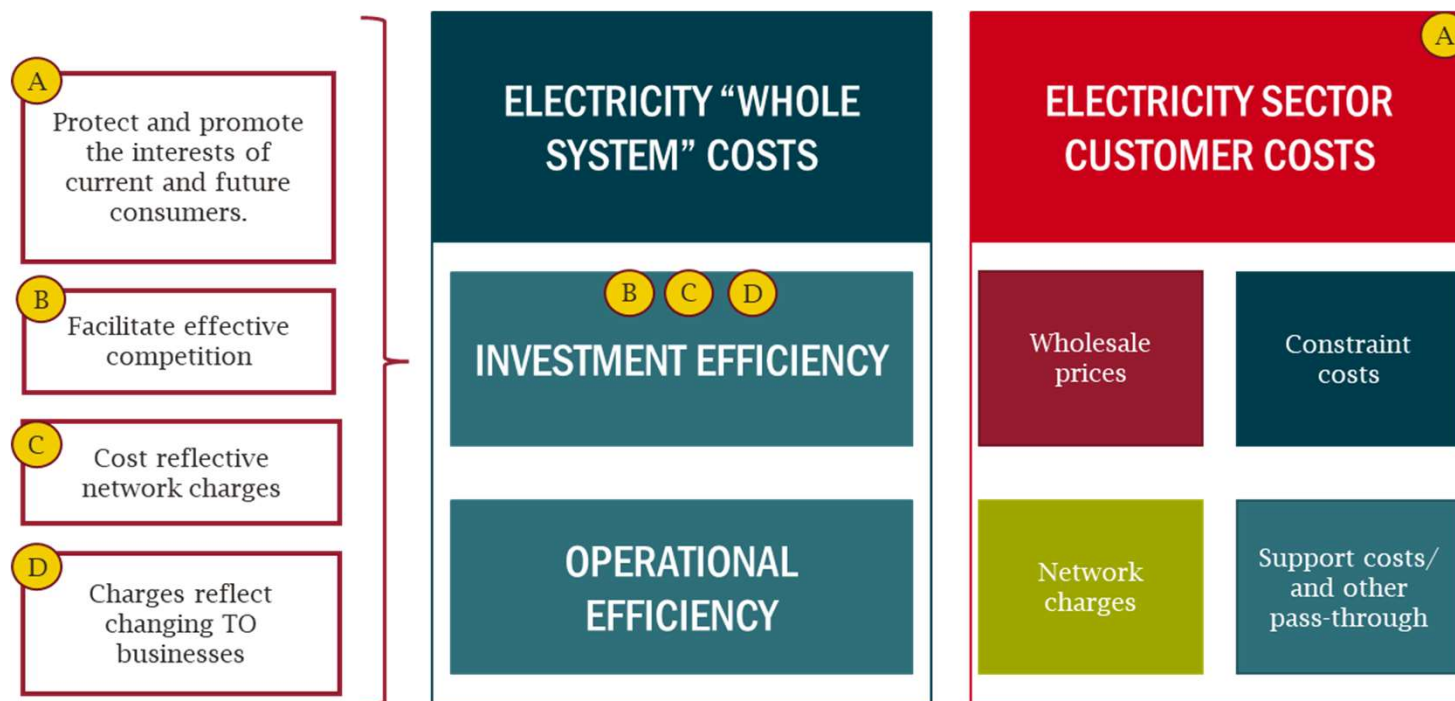 A
Protect and promote
the interests of
current and future
consumers.
B
Facilitate effective
competition
C
Cost reflective
network charges
D
Charges reflect
changing TO
businesses
ELECTRICITY “WHOLE
SYSTEM” COSTS
B C D
INVESTMENT EFFICIENCY
OPERATIONAL
EFFICIENCY
A
ELECTRICITY SECTOR
CUSTOMER COSTS
Wholesale
prices
Constraint
costs
Network
charges
Support costs/
and other
pass-through